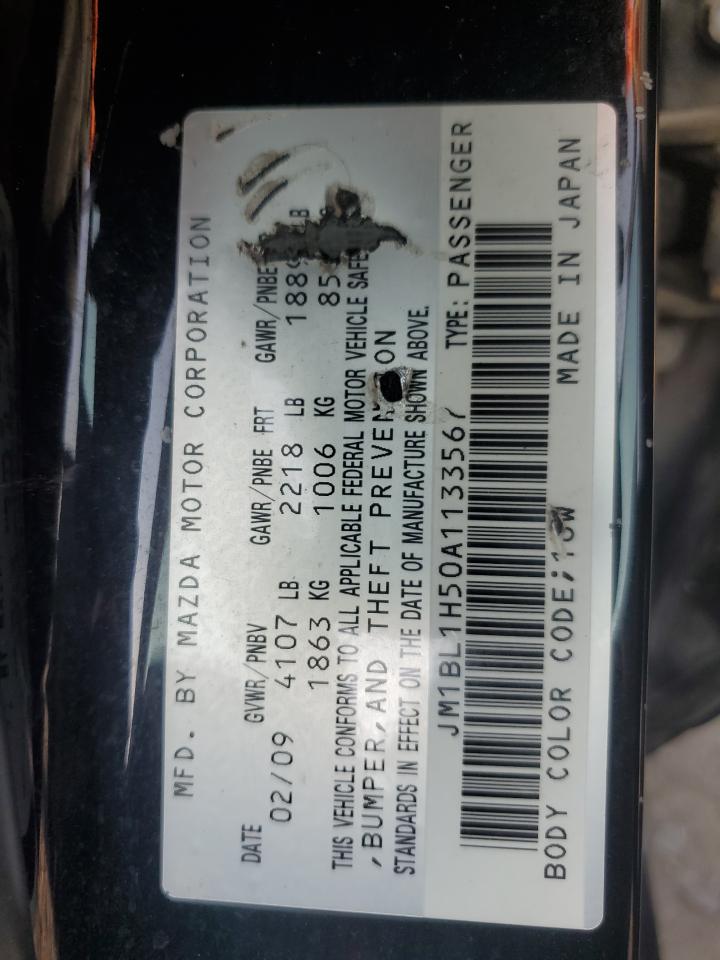 MFD. BY MAZDA MOTOR CORPORATION
DATE GVWR/PNBV GAWR/PNBE FRT GAWR/PNBE
02/09 4107 LB 2218 LB LB
1863 KG 1006 KG
THIS VEHICLE CONFORMS TO ALL APPLICABLE FEDERAL MOTOR VEHICLE
,BUMPER,AND THEFT
STANDARDS IN EFFECT ON THE DATE OF MANUFACTURE SHOWN ABOVE.
JM1BL1H50A1133567 TYPE: PASSENGER
BODY COLOR CODE; MADE IN JAPAN